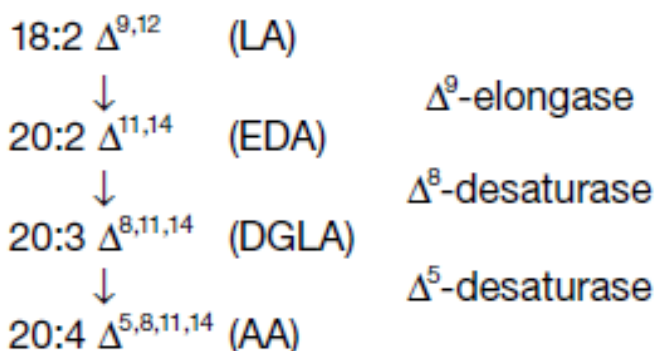 18:2 Δ9,12 (LA)
↓ Δ9-elongase
20:2 Δ11,14 (EDA)
↓ Δ8-desaturase
20:3 Δ8,11,14 (DGLA)
↓ Δ5-desaturase
20:4 Δ5,8,11,14 (AA)